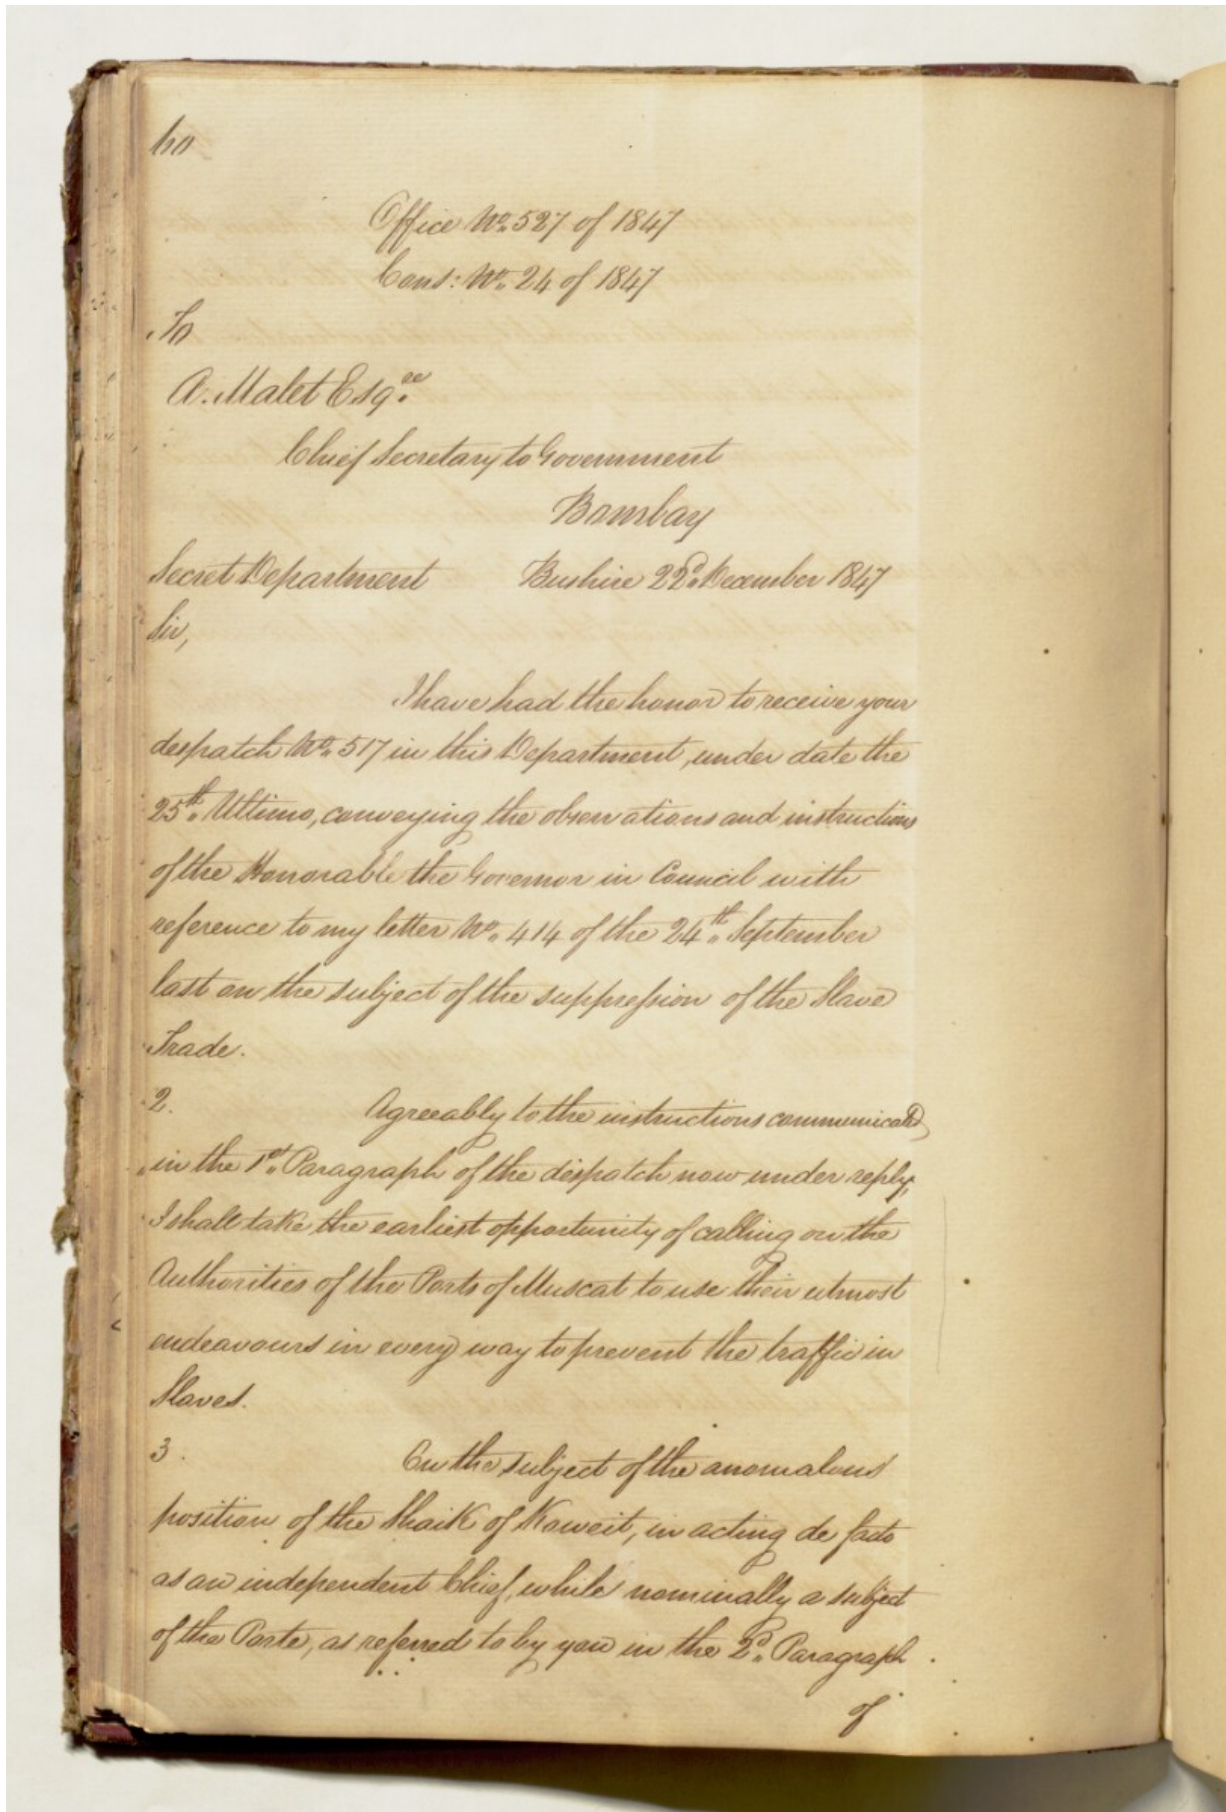 60
Office No. 527 of 1847
Cons: No. 24 of 1847
To
A. Malet Esqre.
Chief Secretary to Government
Bombay
Secret Department Bushire 22d. December 1847
Sir,
I have had the honor to receive your
despatch No. 517 in this Department, under date the
25th. Ultimo, conveying the observations and instructions
of the Honorable the Governor in Council with
reference to my letter No. 414 of the 24th. September
last on the subject of the suppression of the Slave
Trade.
2. Agreeably to the instructions communicated
in the 1st. Paragraph of the despatch now under reply,
I shall take the earliest opportunity of calling on the
Authorities of the Ports of Muscat to use their utmost
endeavours in every way to prevent the traffic in
Slaves.
3. On the subject of the anomalous
position of the Shaik of Koweit, in acting de facto
as an independent Chief, while nominally a subject
of the Porte, as referred to by you in the 2d. Paragraph
of